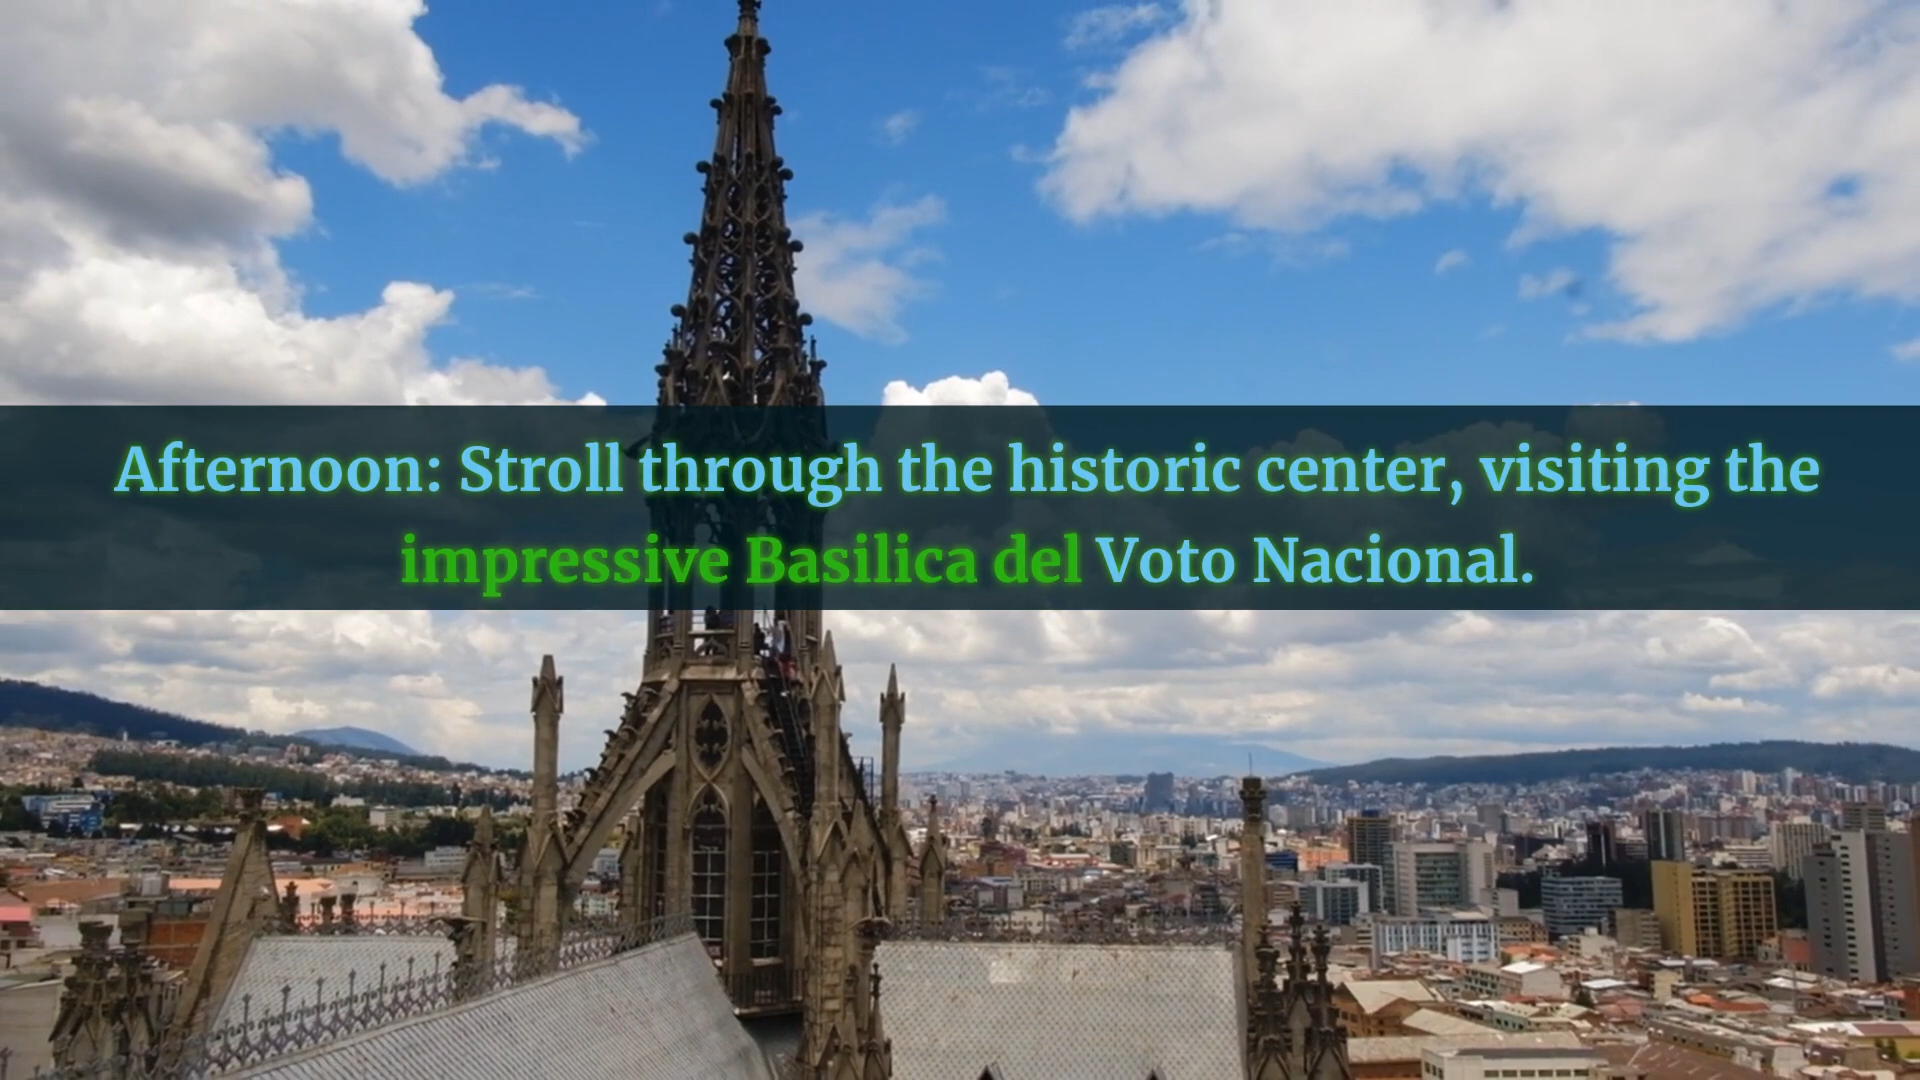 Afternoon: Stroll through the historic center, visiting the
impressive Basilica del Voto Nacional.